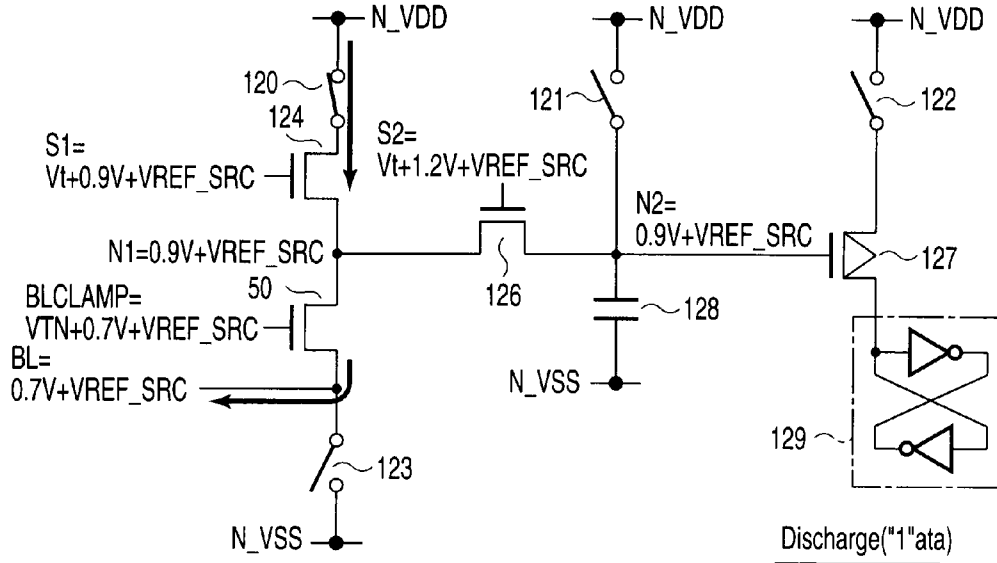 N_VDD
N_VDD
N_VDD
120
124
121
122
S1=
Vt+0.9V+VREF_SRC
S2=
Vt+1.2V+VREF_SRC
N1=0.9V+VREF_SRC
N2=
0.9V+VREF_SRC
127
126
50
BLCLAMP=
VTN+0.7V+VREF_SRC
128
BL=
0.7V+VREF_SRC
N_VSS
129
123
N_VSS
Discharge("1"ata)